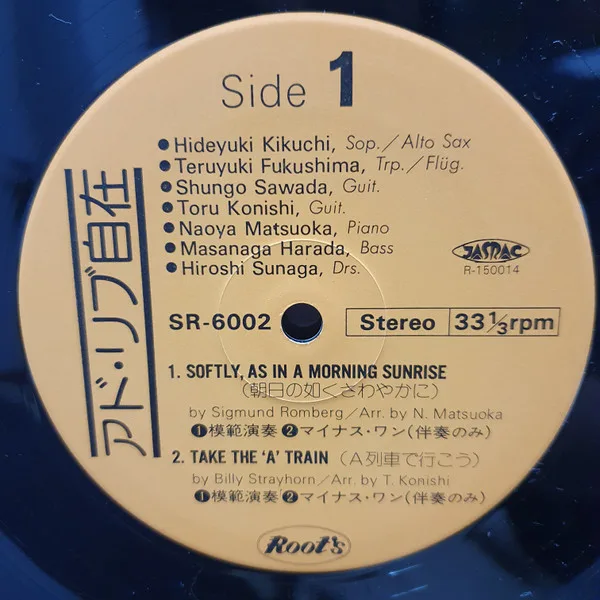 Side 1
アド・リブ自在
●Hideyuki Kikuchi, Sop./Alto Sax
●Teruyuki Fukushima, Trp./Flüg.
●Shungo Sawada, Guit.
●Toru Konishi, Guit.
●Naoya Matsuoka, Piano
●Masanaga Harada, Bass
●Hiroshi Sunaga, Drs.
JASRAC
R-150014
SR-6002 Stereo 33⅓rpm
1. SOFTLY, AS IN A MORNING SUNRISE
(朝日の如くさわやかに)
by Sigmund Romberg/Arr. by N. Matsuoka
❶模範演奏❷マイナス・ワン(伴奏のみ)
2. TAKE THE ‘A’ TRAIN (A列車で行こう)
by Billy Strayhorn/Arr. by T. Konishi
❶模範演奏❷マイナス・ワン(伴奏のみ)
Root's